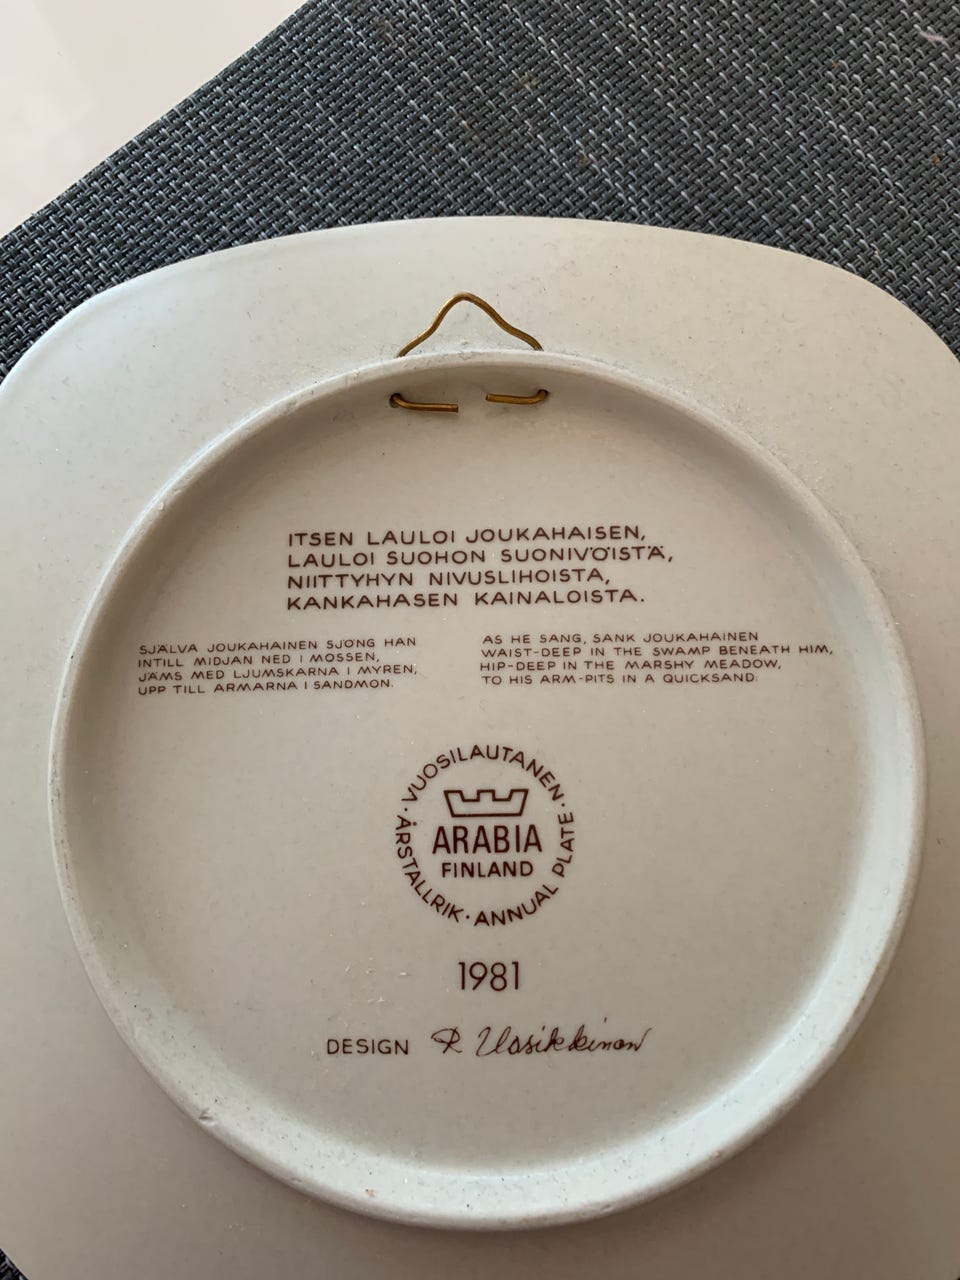 ITSEN LAULOI JOUKAHAISEN,
LAULOI SUOHON SUONIVÖISTÄ,
NIITTYHYN NIVUSLIHOISTA,
KANKAHASEN KAINALOISTA.
SJÄLVA JOUKAHAINEN SJÖNG HAN
INTILL MIDJAN NED I MOSSEN,
JÄMS MED LJUMSKARNA I MYREN,
UPP TILL ARMARNA I SANDMON.
AS HE SANG, SANK JOUKAHAINEN
WAIST-DEEP IN THE SWAMP BENEATH HIM,
HIP-DEEP IN THE MARSHY MEADOW,
TO HIS ARM-PITS IN A QUICKSAND.
· VUOSILAUTANEN · ANNUAL PLATE · ÅRSTALLRIK
ARABIA
FINLAND
1981
DESIGN R Uosikkinen